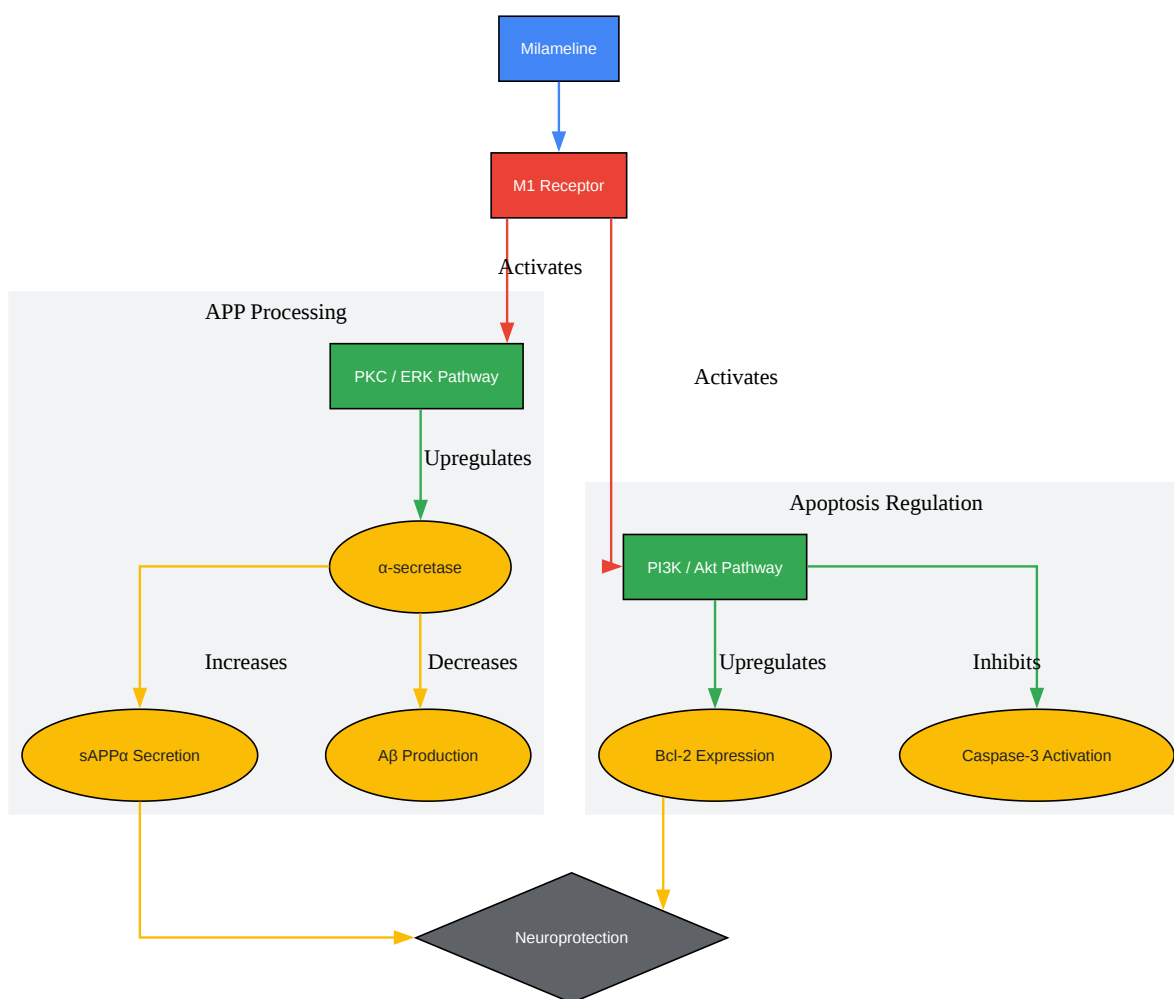 Milameline
M1 Receptor
Activates
APP Processing
PKC / ERK Pathway
Activates
Upregulates
Apoptosis Regulation
α-secretase
PI3K / Akt Pathway
Increases
Decreases
Upregulates
Inhibits
sAPPα Secretion
Aβ Production
Bcl-2 Expression
Caspase-3 Activation
Neuroprotection